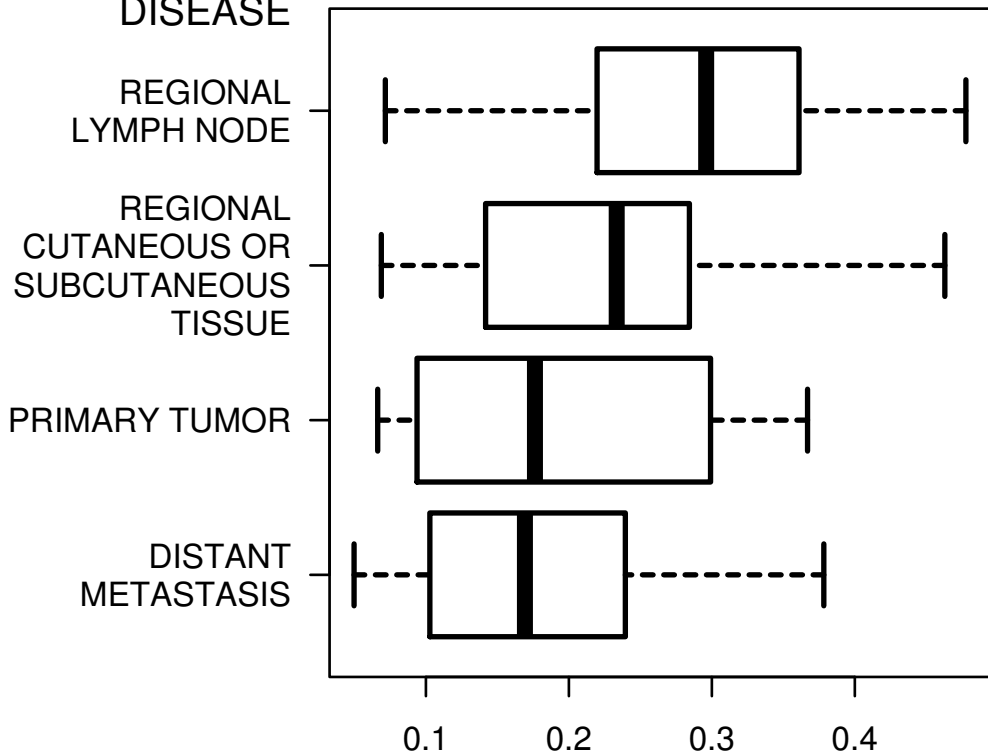 DISEASE
REGIONAL
LYMPH NODE
REGIONAL
CUTANEOUS OR
SUBCUTANEOUS
TISSUE
PRIMARY TUMOR
DISTANT
METASTASIS
0.1 0.2 0.3 0.4